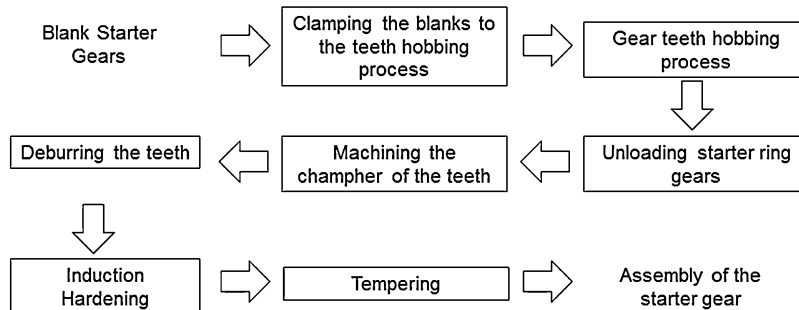 Blank Starter
Gears
Clamping the blanks to
the teeth hobbing
process
Gear teeth hobbing
process
Unloading starter ring
gears
Machining the
champher of the teeth
Deburring the teeth
Induction
Hardening
Tempering
Assembly of the
starter gear